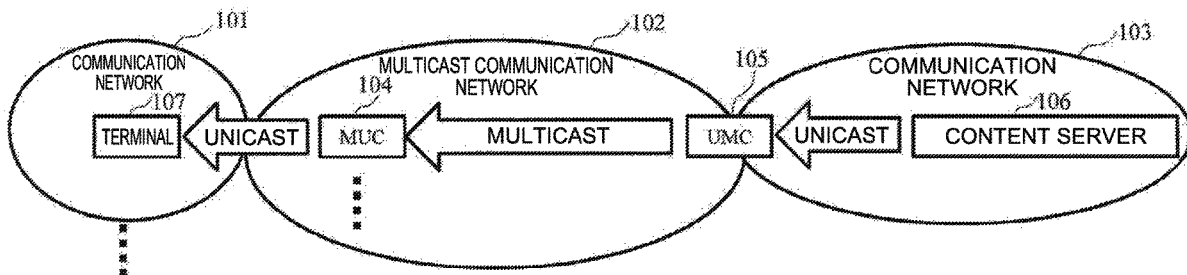 101
102
103
COMMUNICATION
NETWORK
107
MULTICAST COMMUNICATION
NETWORK
104
105
COMMUNICATION
NETWORK
106
TERMINAL
UNICAST
MUC
MULTICAST
UMC
UNICAST
CONTENT SERVER